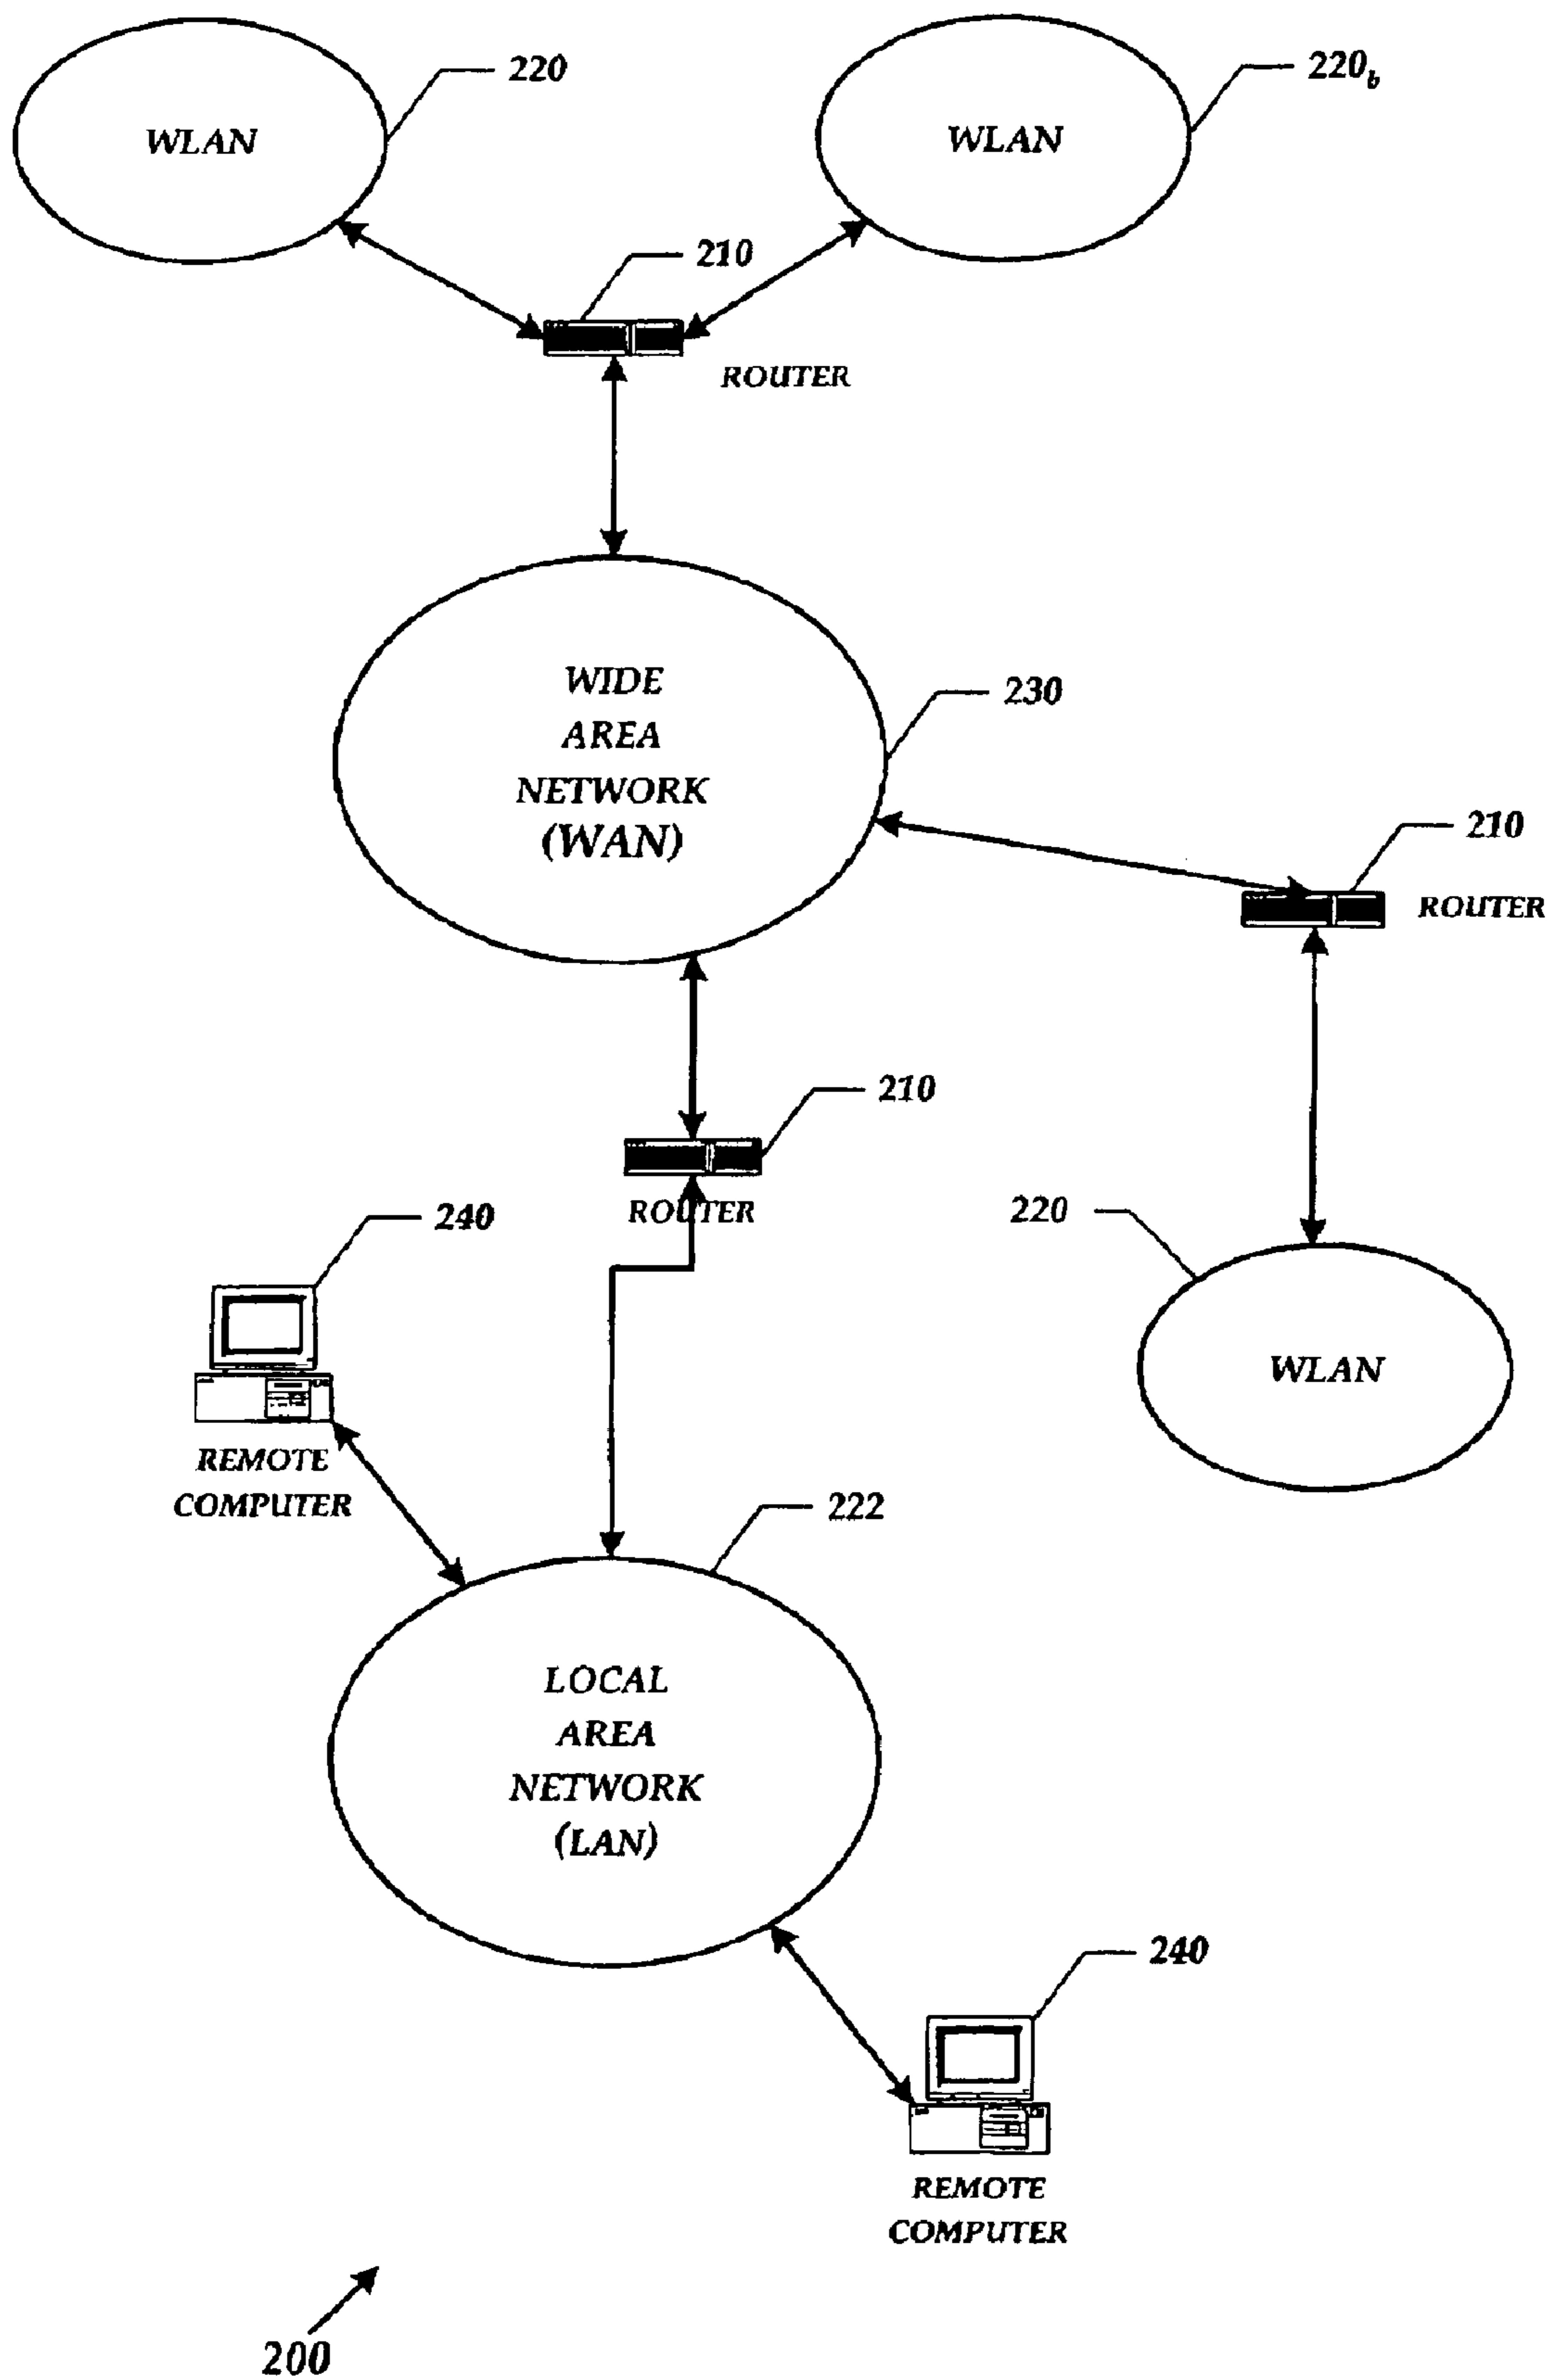 220
220b
WLAN
WLAN
210
ROUTER
WIDE
AREA
NETWORK
(WAN)
230
210
ROUTER
210
ROUTER
240
220
WLAN
REMOTE
COMPUTER
222
LOCAL
AREA
NETWORK
(LAN)
240
REMOTE
COMPUTER
200